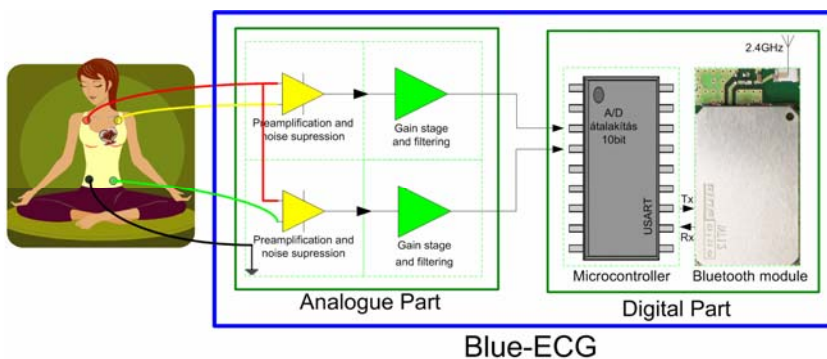 Preamplification and
noise supression
Gain stage
and filtering
Preamplification and
noise supression
Gain stage
and filtering
Analogue Part
2.4GHz
A/D
átalakítás
10bit
USART
Tx
Rx
Microcontroller
Bluetooth module
Digital Part
Blue-ECG